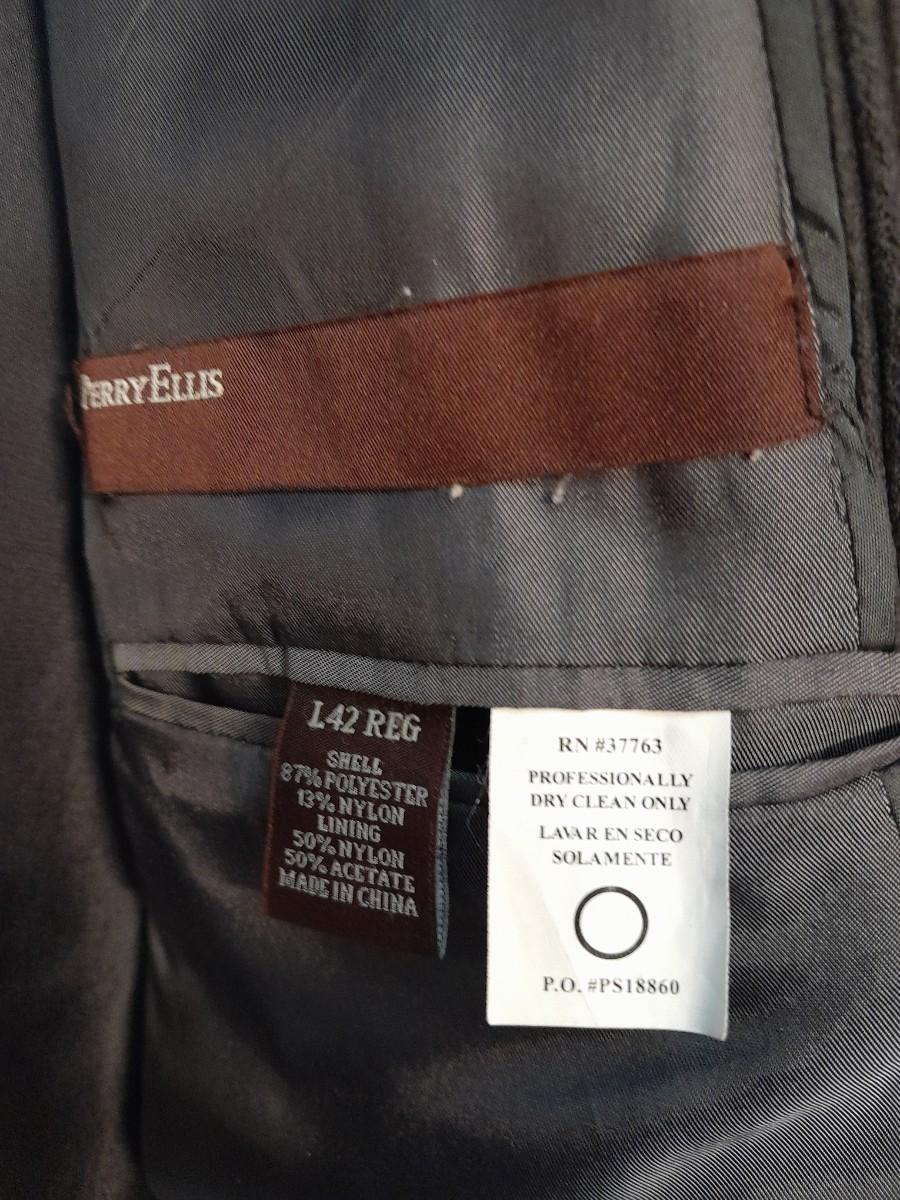 PERRY ELLIS
L42 REG
SHELL
87% POLYESTER
13% NYLON
LINING
50% NYLON
50% ACETATE
MADE IN CHINA
RN #37763
PROFESSIONALLY
DRY CLEAN ONLY
LAVAR EN SECO
SOLAMENTE
P.O. #PS18860